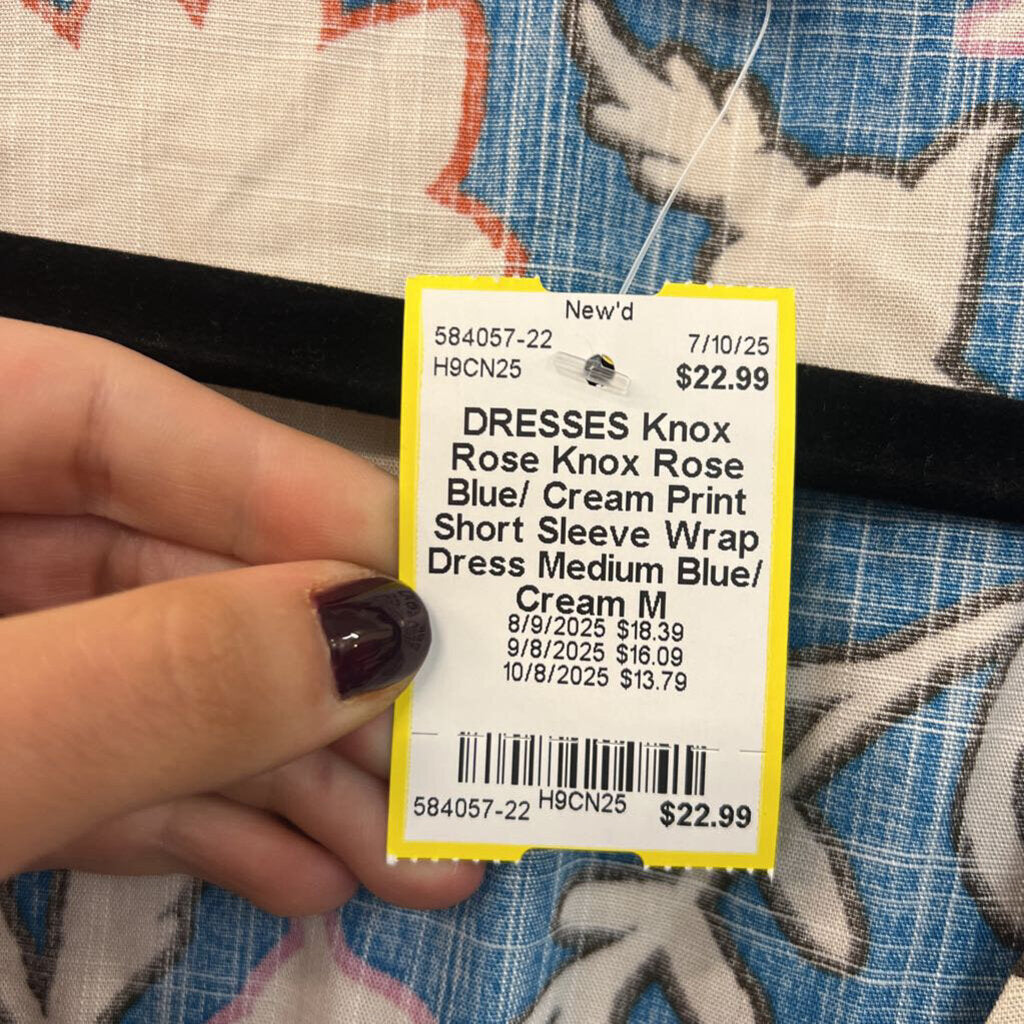 New'd
584057-22 7/10/25
H9CN25 $22.99
DRESSES Knox
Rose Knox Rose
Blue/ Cream Print
Short Sleeve Wrap
Dress Medium Blue/
Cream M
8/9/2025 $18.39
9/8/2025 $16.09
10/8/2025 $13.79
584057-22 H9CN25 $22.99